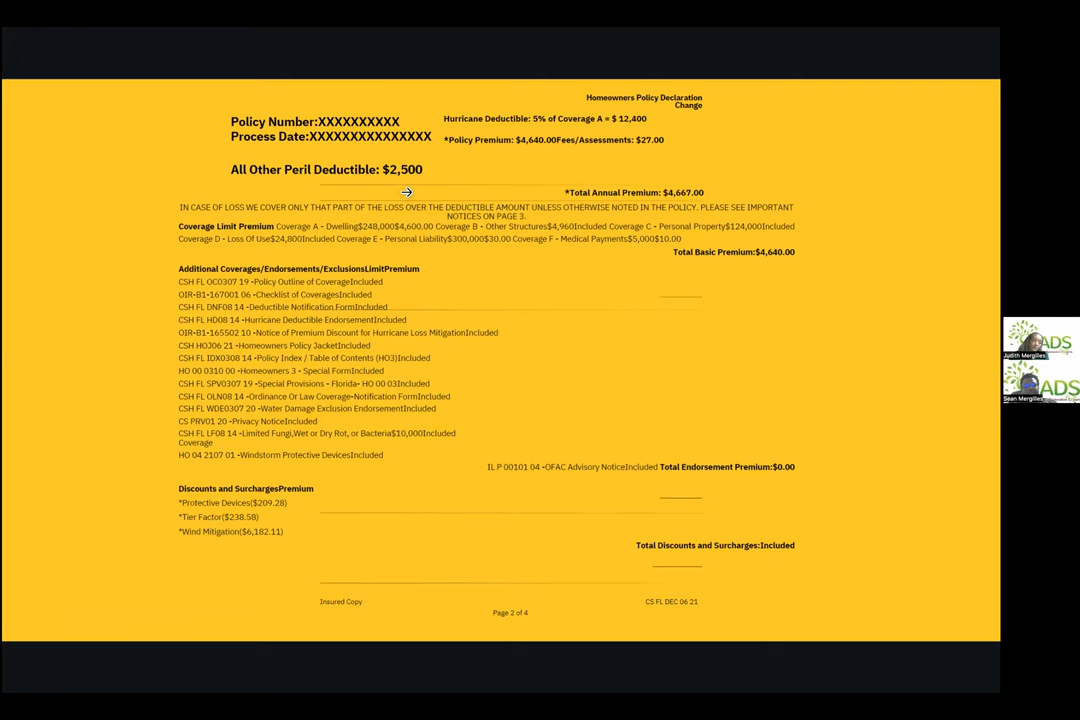 Homeowners Policy Declaration
Change
Policy Number:XXXXXXXXXX
Process Date:XXXXXXXXXXXXXXX
Hurricane Deductible: 5% of Coverage A = $ 12,400
*Policy Premium: $4,640.00Fees/Assessments: $27.00
All Other Peril Deductible: $2,500
*Total Annual Premium: $4,667.00
IN CASE OF LOSS WE COVER ONLY THAT PART OF THE LOSS OVER THE DEDUCTIBLE AMOUNT UNLESS OTHERWISE NOTED IN THE POLICY. PLEASE SEE IMPORTANT
NOTICES ON PAGE 3.
Coverage Limit Premium Coverage A - Dwelling$248,000$4,600.00 Coverage B - Other Structures$4,960Included Coverage C - Personal Property$124,000Included
Coverage D - Loss Of Use$24,800Included Coverage E - Personal Liability$300,000$30.00 Coverage F - Medical Payments$5,000$10.00
Total Basic Premium:$4,640.00
Additional Coverages/Endorsements/ExclusionsLimitPremium
CSH FL OC0307 19 -Policy Outline of CoverageIncluded
OIR-B1-167001 06 -Checklist of CoveragesIncluded
CSH FL DNF08 14 -Deductible Notification FormIncluded
CSH FL HD08 14 -Hurricane Deductible EndorsementIncluded
OIR-B1-165502 10 -Notice of Premium Discount for Hurricane Loss MitigationIncluded
CSH HOJ06 21 -Homeowners Policy JacketIncluded
CSH FL IDX0308 14 -Policy Index / Table of Contents (HO3)Included
HO 00 0310 00 -Homeowners 3 - Special FormIncluded
CSH FL SPV0307 19 -Special Provisions - Florida- HO 00 03Included
CSH FL OLN08 14 -Ordinance Or Law Coverage-Notification FormIncluded
CSH FL WDE0307 20 -Water Damage Exclusion EndorsementIncluded
CS PRV01 20 -Privacy NoticeIncluded
CSH FL LF08 14 -Limited Fungi,Wet or Dry Rot, or Bacteria$10,000Included
Coverage
HO 04 2107 01 -Windstorm Protective DevicesIncluded
IL P 00101 04 -OFAC Advisory NoticeIncluded Total Endorsement Premium:$0.00
Discounts and SurchargesPremium
*Protective Devices($209.28)
*Tier Factor($238.58)
*Wind Mitigation($6,182.11)
Total Discounts and Surcharges:Included
Insured Copy
CS FL DEC 06 21
Page 2 of 4
ADS
Judith Mergilles
ADS
Sean Mergilles